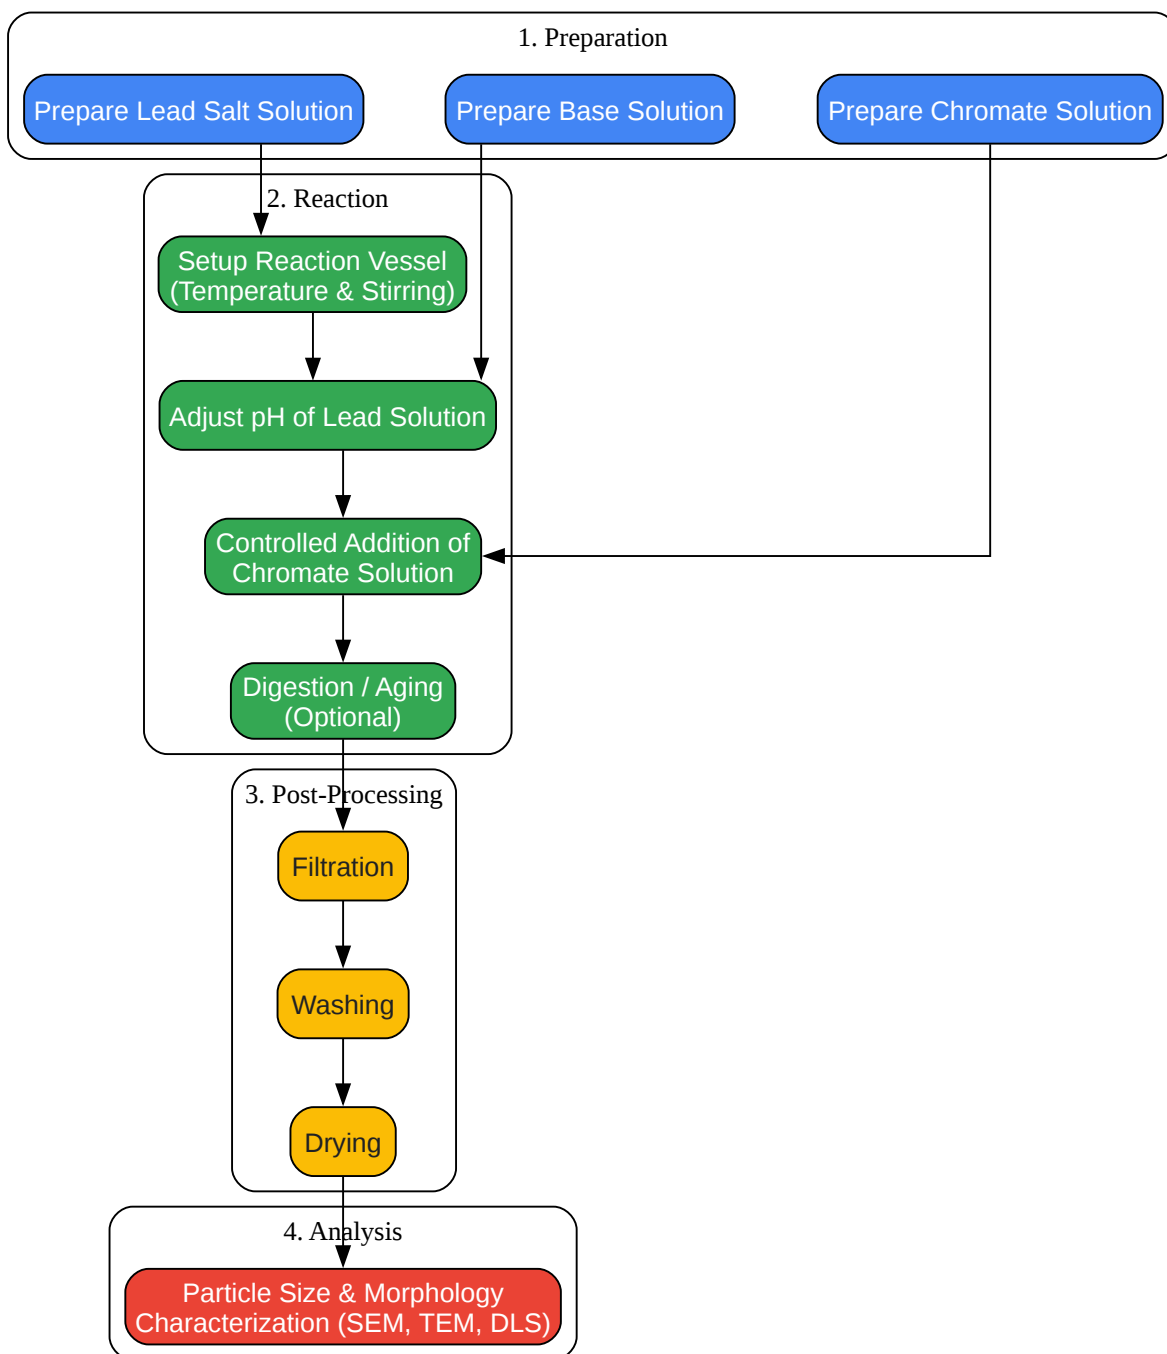 1. Preparation
Prepare Lead Salt Solution
Prepare Base Solution
Prepare Chromate Solution
2. Reaction
Setup Reaction Vessel
(Temperature & Stirring)
Adjust pH of Lead Solution
Controlled Addition of
Chromate Solution
Digestion / Aging
(Optional)
3. Post-Processing
Filtration
Washing
Drying
4. Analysis
Particle Size & Morphology
Characterization (SEM, TEM, DLS)